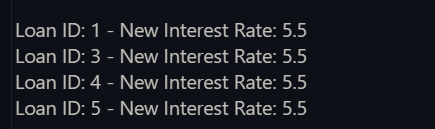 Loan ID: 1 - New Interest Rate: 5.5
Loan ID: 3 - New Interest Rate: 5.5
Loan ID: 4 - New Interest Rate: 5.5
Loan ID: 5 - New Interest Rate: 5.5